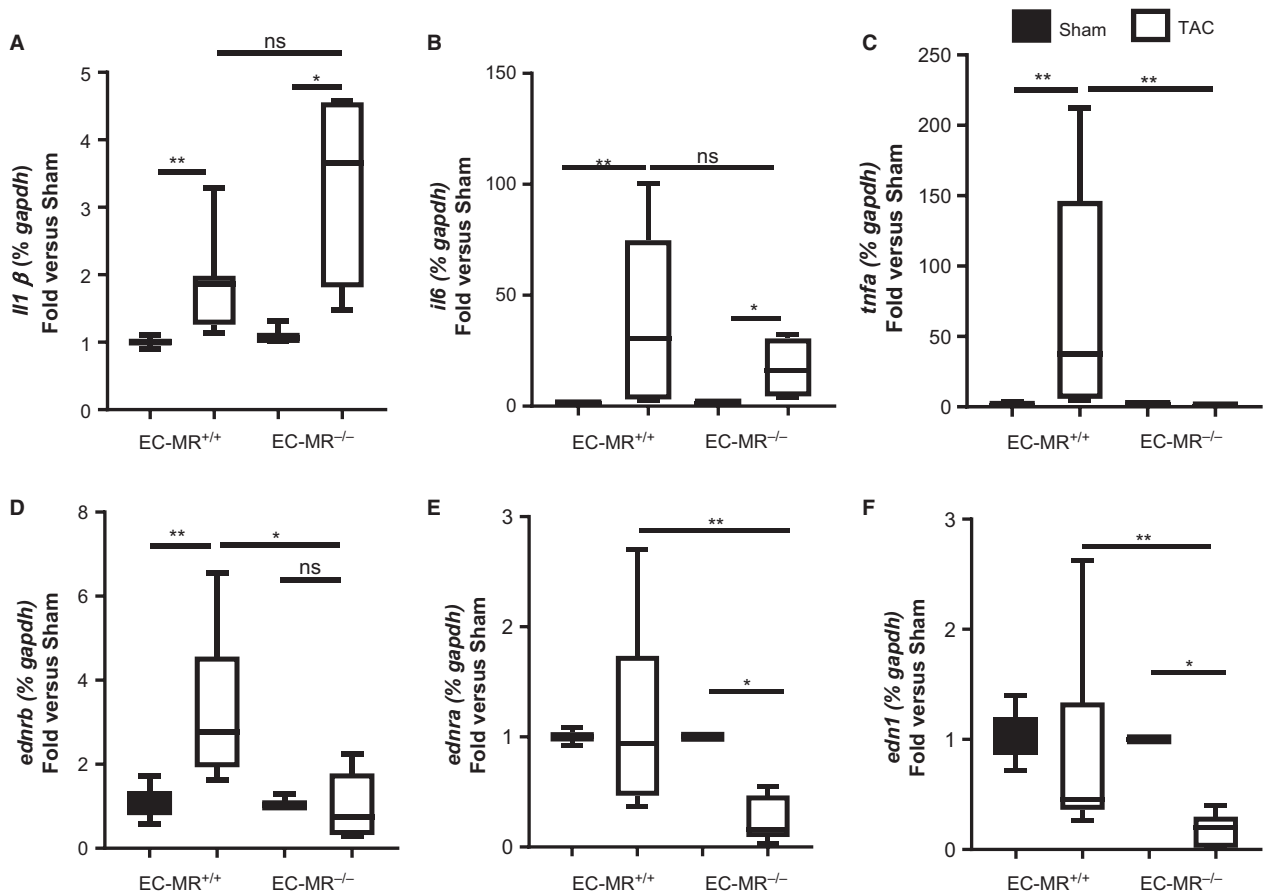 Sham
TAC
A
Il1 β (% gapdh)
Fold versus Sham
5
4
3
2
1
0
**
ns
*
EC-MR+/+
EC-MR–/–
B
il6 (% gapdh)
Fold versus Sham
150
100
50
0
**
ns
*
EC-MR+/+
EC-MR–/–
C
tnfa (% gapdh)
Fold versus Sham
250
200
150
100
50
0
**
**
EC-MR+/+
EC-MR–/–
D
ednrb (% gapdh)
Fold versus Sham
8
6
4
2
0
**
*
ns
EC-MR+/+
EC-MR–/–
E
ednra (% gapdh)
Fold versus Sham
3
2
1
0
**
*
EC-MR+/+
EC-MR–/–
F
edn1 (% gapdh)
Fold versus Sham
3
2
1
0
**
*
EC-MR+/+
EC-MR–/–